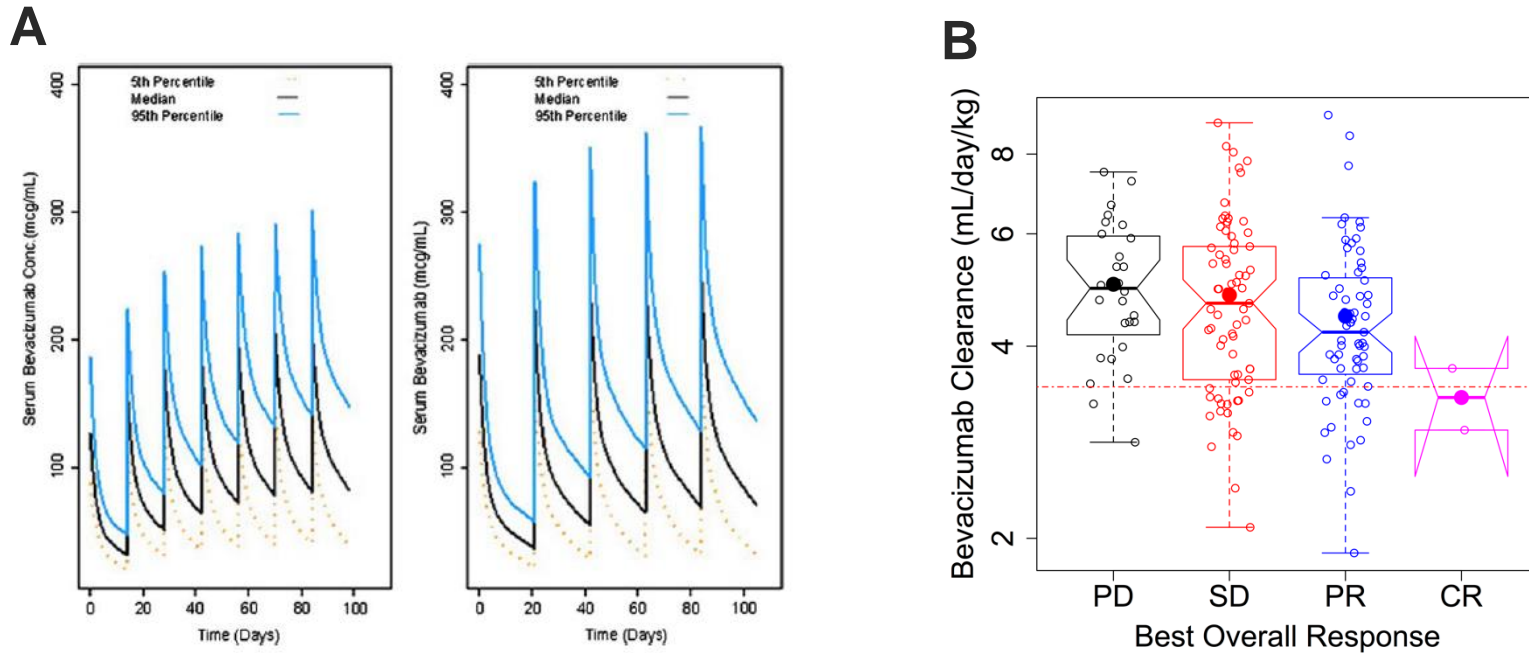 A
5th Percentile
Median
95th Percentile
400
300
200
100
Serum Bevacizumab Conc.(mcg/mL)
0 20 40 60 80 100
Time (Days)
5th Percentile
Median
95th Percentile
400
300
200
100
Serum Bevacizumab (mcg/mL)
0 20 40 60 80 100
Time (Days)
B
Bevacizumab Clearance (mL/day/kg)
8
6
4
2
PD SD PR CR
Best Overall Response